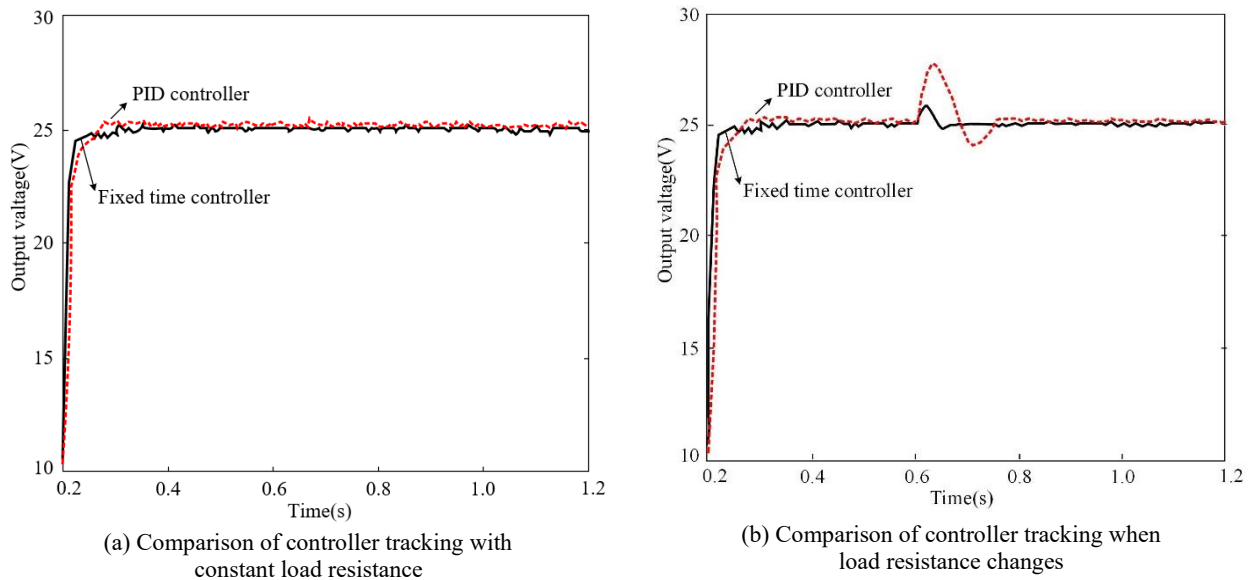 30
25
20
15
10
Output valtage(V)
PID controller
Fixed time controller
0.2 0.4 0.6 0.8 1.0 1.2
Time(s)
(a) Comparison of controller tracking with
constant load resistance
30
25
20
15
10
Output valtage(V)
PID controller
Fixed time controller
0.2 0.4 0.6 0.8 1.0 1.2
Time(s)
(b) Comparison of controller tracking when
load resistance changes